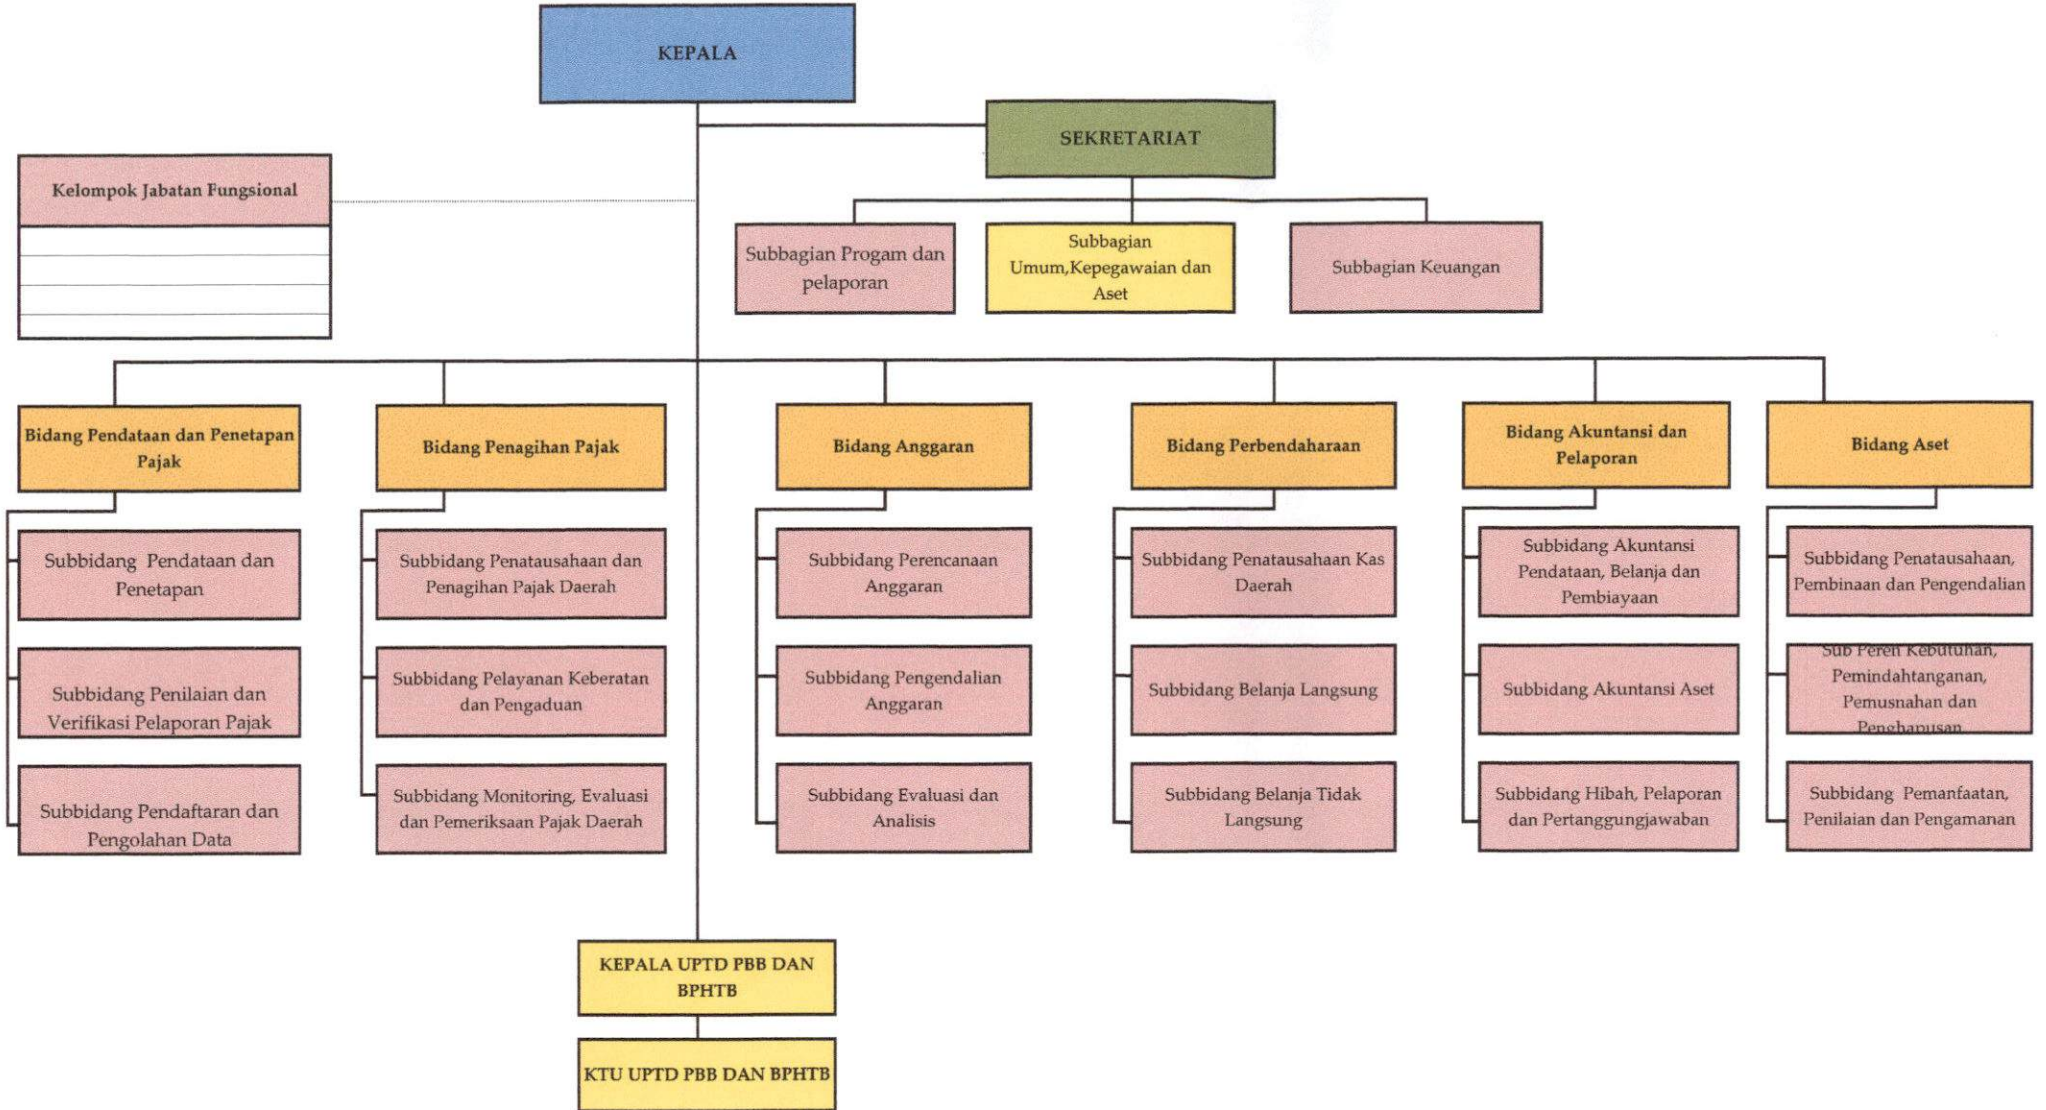 KEPALA
SEKRETARIAT
Kelompok Jabatan Fungsional
Subbagian Progam dan
pelaporan
Subbagian
Umum,Kepegawaian dan
Aset
Subbagian Keuangan
Bidang Pendataan dan Penetapan
Pajak
Bidang Penagihan Pajak
Bidang Anggaran
Bidang Perbendaharaan
Bidang Akuntansi dan
Pelaporan
Bidang Aset
Subbidang Pendataan dan
Penetapan
Subbidang Penatausahaan dan
Penagihan Pajak Daerah
Subbidang Perencanaan
Anggaran
Subbidang Penatausahaan Kas
Daerah
Subbidang Akuntansi
Pendataan, Belanja dan
Pembiayaan
Subbidang Penatausahaan,
Pembinaan dan Pengendalian
Subbidang Penilaian dan
Verifikasi Pelaporan Pajak
Subbidang Pelayanan Keberatan
dan Pengaduan
Subbidang Pengendalian
Anggaran
Subbidang Belanja Langsung
Subbidang Akuntansi Aset
Sub Peren Kebutuhan,
Pemindahtanganan,
Pemusnahan dan
Penghapusan
Subbidang Pendaftaran dan
Pengolahan Data
Subbidang Monitoring, Evaluasi
dan Pemeriksaan Pajak Daerah
Subbidang Evaluasi dan
Analisis
Subbidang Belanja Tidak
Langsung
Subbidang Hibah, Pelaporan
dan Pertanggungjawaban
Subbidang Pemanfaatan,
Penilaian dan Pengamanan
KEPALA UPTD PBB DAN
BPHTB
KTU UPTD PBB DAN BPHTB